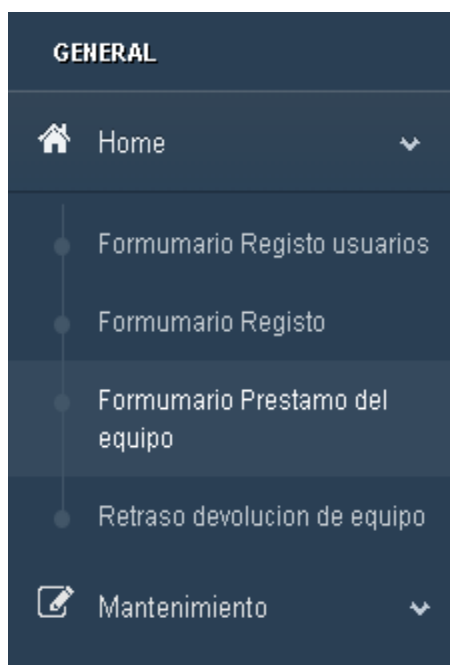 GENERAL
Home
Formumario Registo usuarios
Formumario Registo
Formumario Prestamo del
equipo
Retraso devolucion de equipo
Mantenimiento